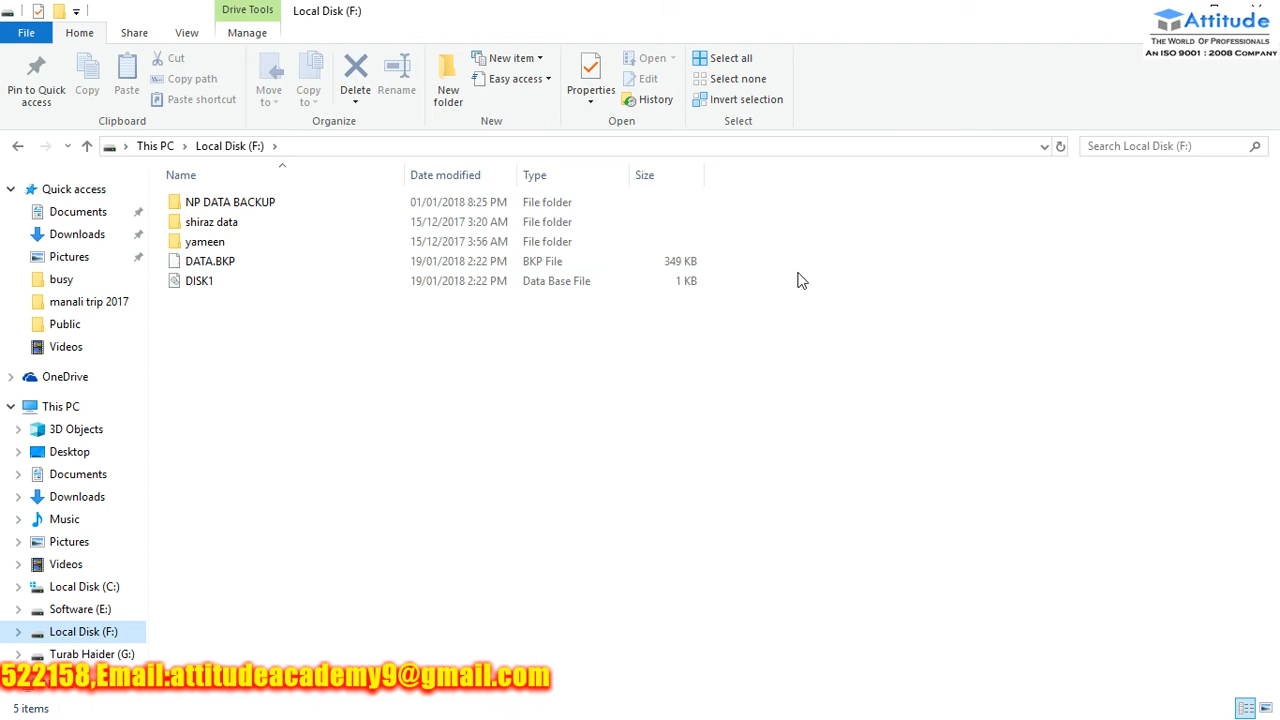 Drive Tools
Local Disk (F:)
File
Home
Share
View
Manage
Attitude
THE WORLD OF PROFESSIONALS
AN ISO 9001 : 2008 COMPANY
Pin to Quick access
Copy
Paste
Cut
Copy path
Paste shortcut
Move to
Copy to
Delete
Rename
New folder
New item
Easy access
Properties
Open
Edit
History
Select all
Select none
Invert selection
Clipboard
Organize
New
Open
Select
This PC
Local Disk (F:)
Search Local Disk (F:)
Name
Date modified
Type
Size
NP DATA BACKUP 01/01/2018 8:25 PM File folder
shiraz data 15/12/2017 3:20 AM File folder
yameen 15/12/2017 3:56 AM File folder
DATA.BKP 19/01/2018 2:22 PM BKP File 349 KB
DISK1 19/01/2018 2:22 PM Data Base File 1 KB
Quick access
Documents
Downloads
Pictures
busy
manali trip 2017
Public
Videos
OneDrive
This PC
3D Objects
Desktop
Documents
Downloads
Music
Pictures
Videos
Local Disk (C:)
Software (E:)
Local Disk (F:)
Turab Haider (G:)
522158,Email:attitudeacademy9@gmail.com
5 items